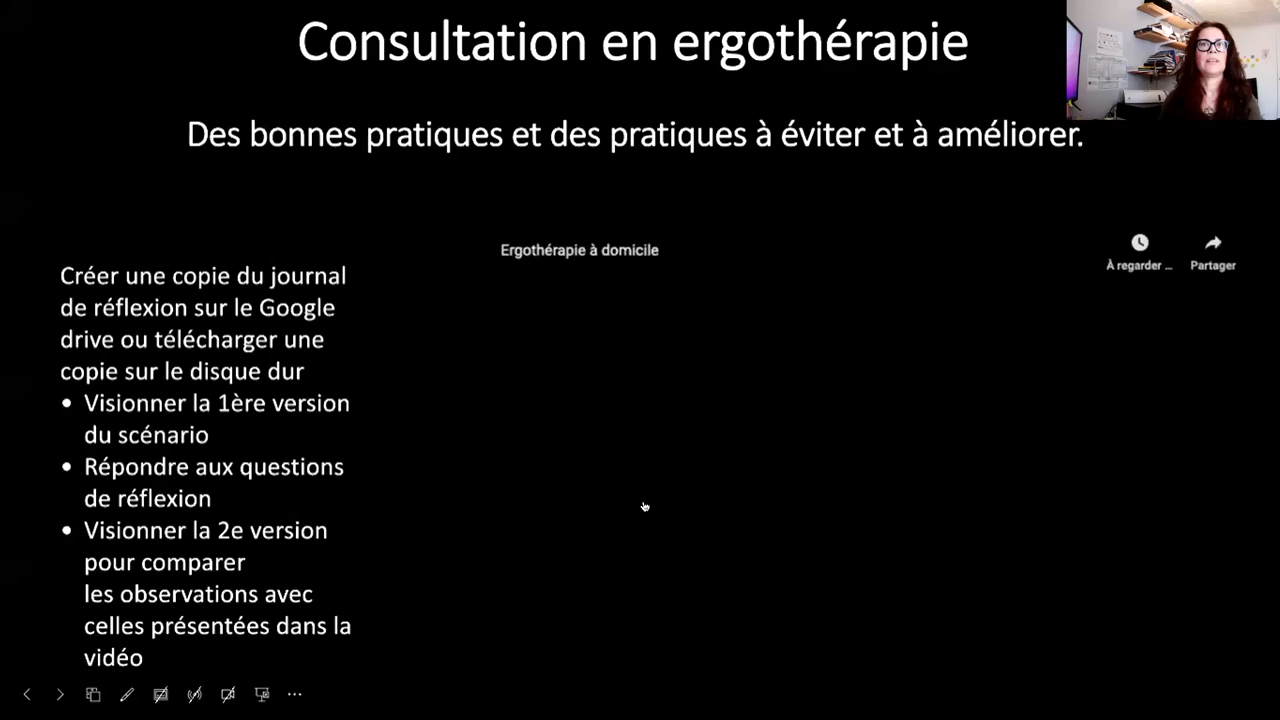 Consultation en ergothérapie
Des bonnes pratiques et des pratiques à éviter et à améliorer.
Ergothérapie à domicile
À regarder ...
Partager
Créer une copie du journal
de réflexion sur le Google
drive ou télécharger une
copie sur le disque dur
• Visionner la 1ère version
du scénario
• Répondre aux questions
de réflexion
• Visionner la 2e version
pour comparer
les observations avec
celles présentées dans la
vidéo